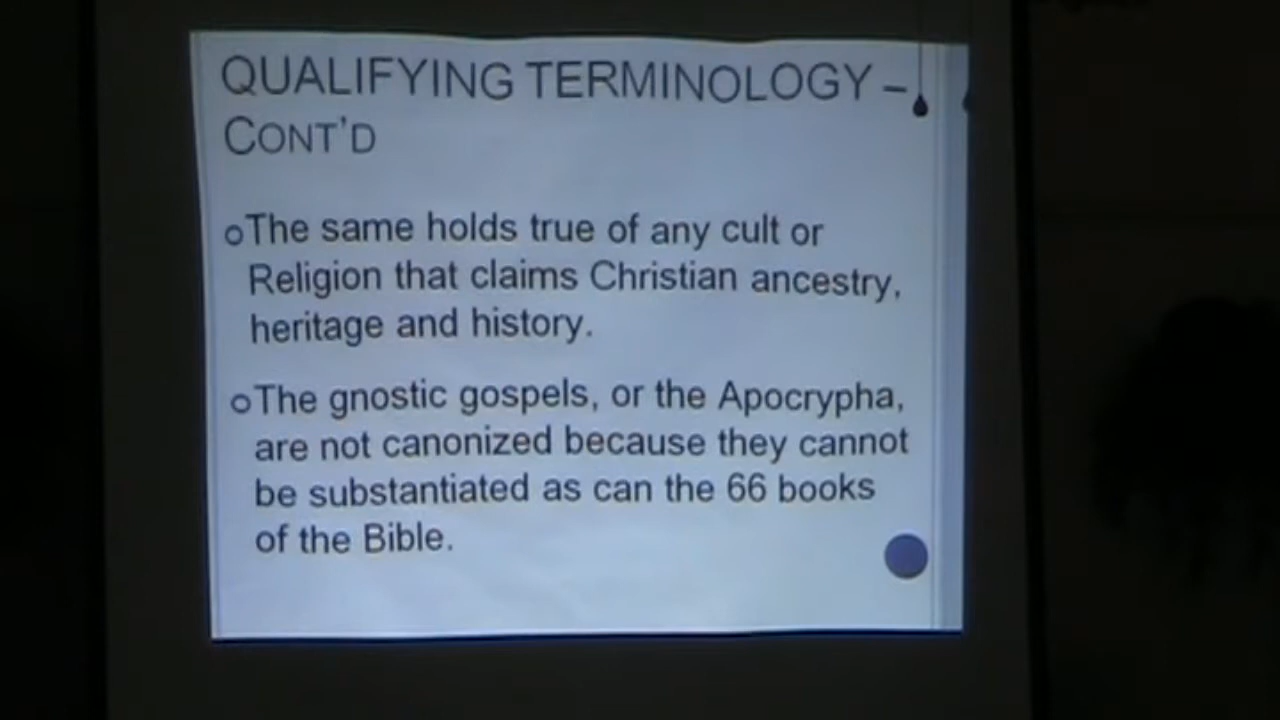 QUALIFYING TERMINOLOGY –
CONT'D
The same holds true of any cult or
Religion that claims Christian ancestry,
heritage and history.
The gnostic gospels, or the Apocrypha,
are not canonized because they cannot
be substantiated as can the 66 books
of the Bible.